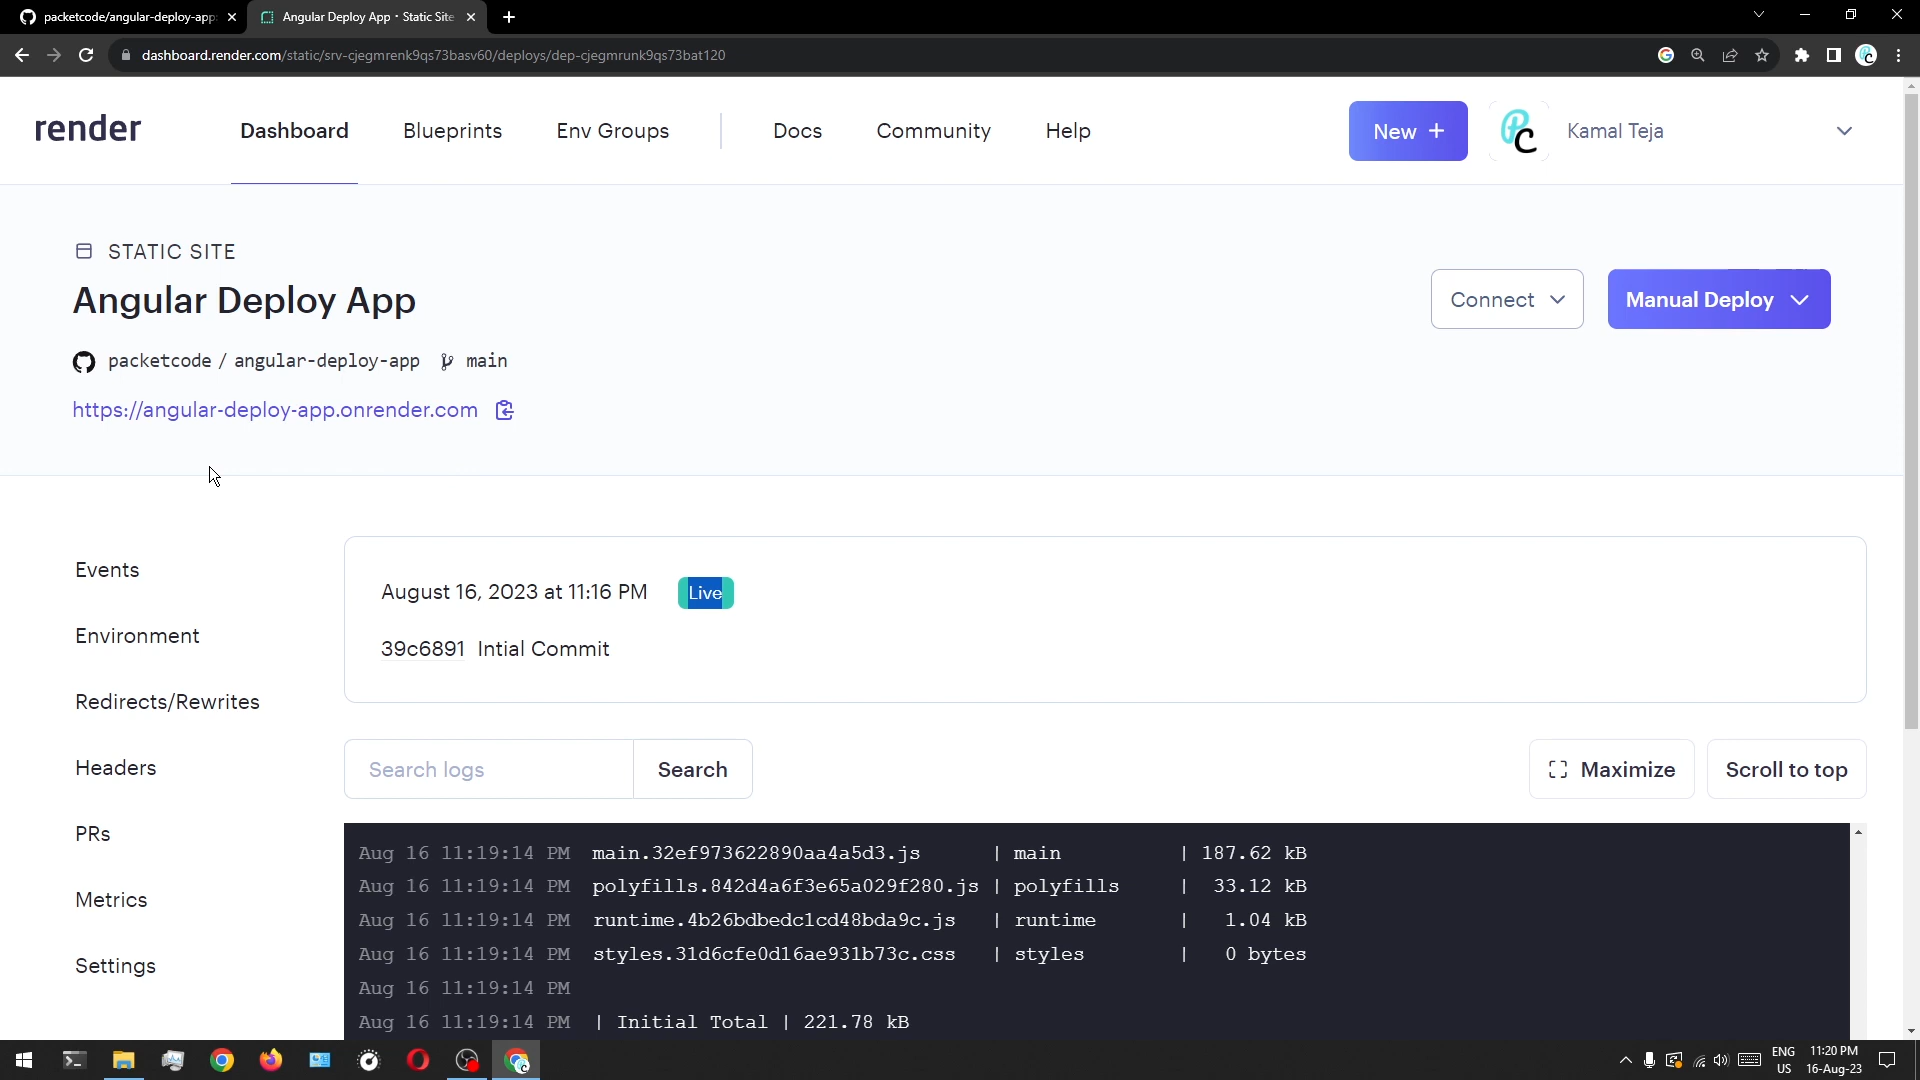 packetcode/angular-deploy-app:
Angular Deploy App · Static Site
dashboard.render.com/static/srv-cjegmrenk9qs73basv60/deploys/dep-cjegmrunk9qs73bat120
render
Dashboard
Blueprints
Env Groups
Docs
Community
Help
New +
Kamal Teja
STATIC SITE
Angular Deploy App
Connect
Manual Deploy
packetcode / angular-deploy-app main
https://angular-deploy-app.onrender.com
Events
Environment
Redirects/Rewrites
Headers
PRs
Metrics
Settings
August 16, 2023 at 11:16 PM Live
39c6891 Intial Commit
Search logs
Search
Maximize
Scroll to top
Aug 16 11:19:14 PM main.32ef973622890aa4a5d3.js | main | 187.62 kB
Aug 16 11:19:14 PM polyfills.842d4a6f3e65a029f280.js | polyfills | 33.12 kB
Aug 16 11:19:14 PM runtime.4b26bdbedc1cd48bda9c.js | runtime | 1.04 kB
Aug 16 11:19:14 PM styles.31d6cfe0d16ae931b73c.css | styles | 0 bytes
Aug 16 11:19:14 PM
Aug 16 11:19:14 PM | Initial Total | 221.78 kB
ENG
US
11:20 PM
16-Aug-23